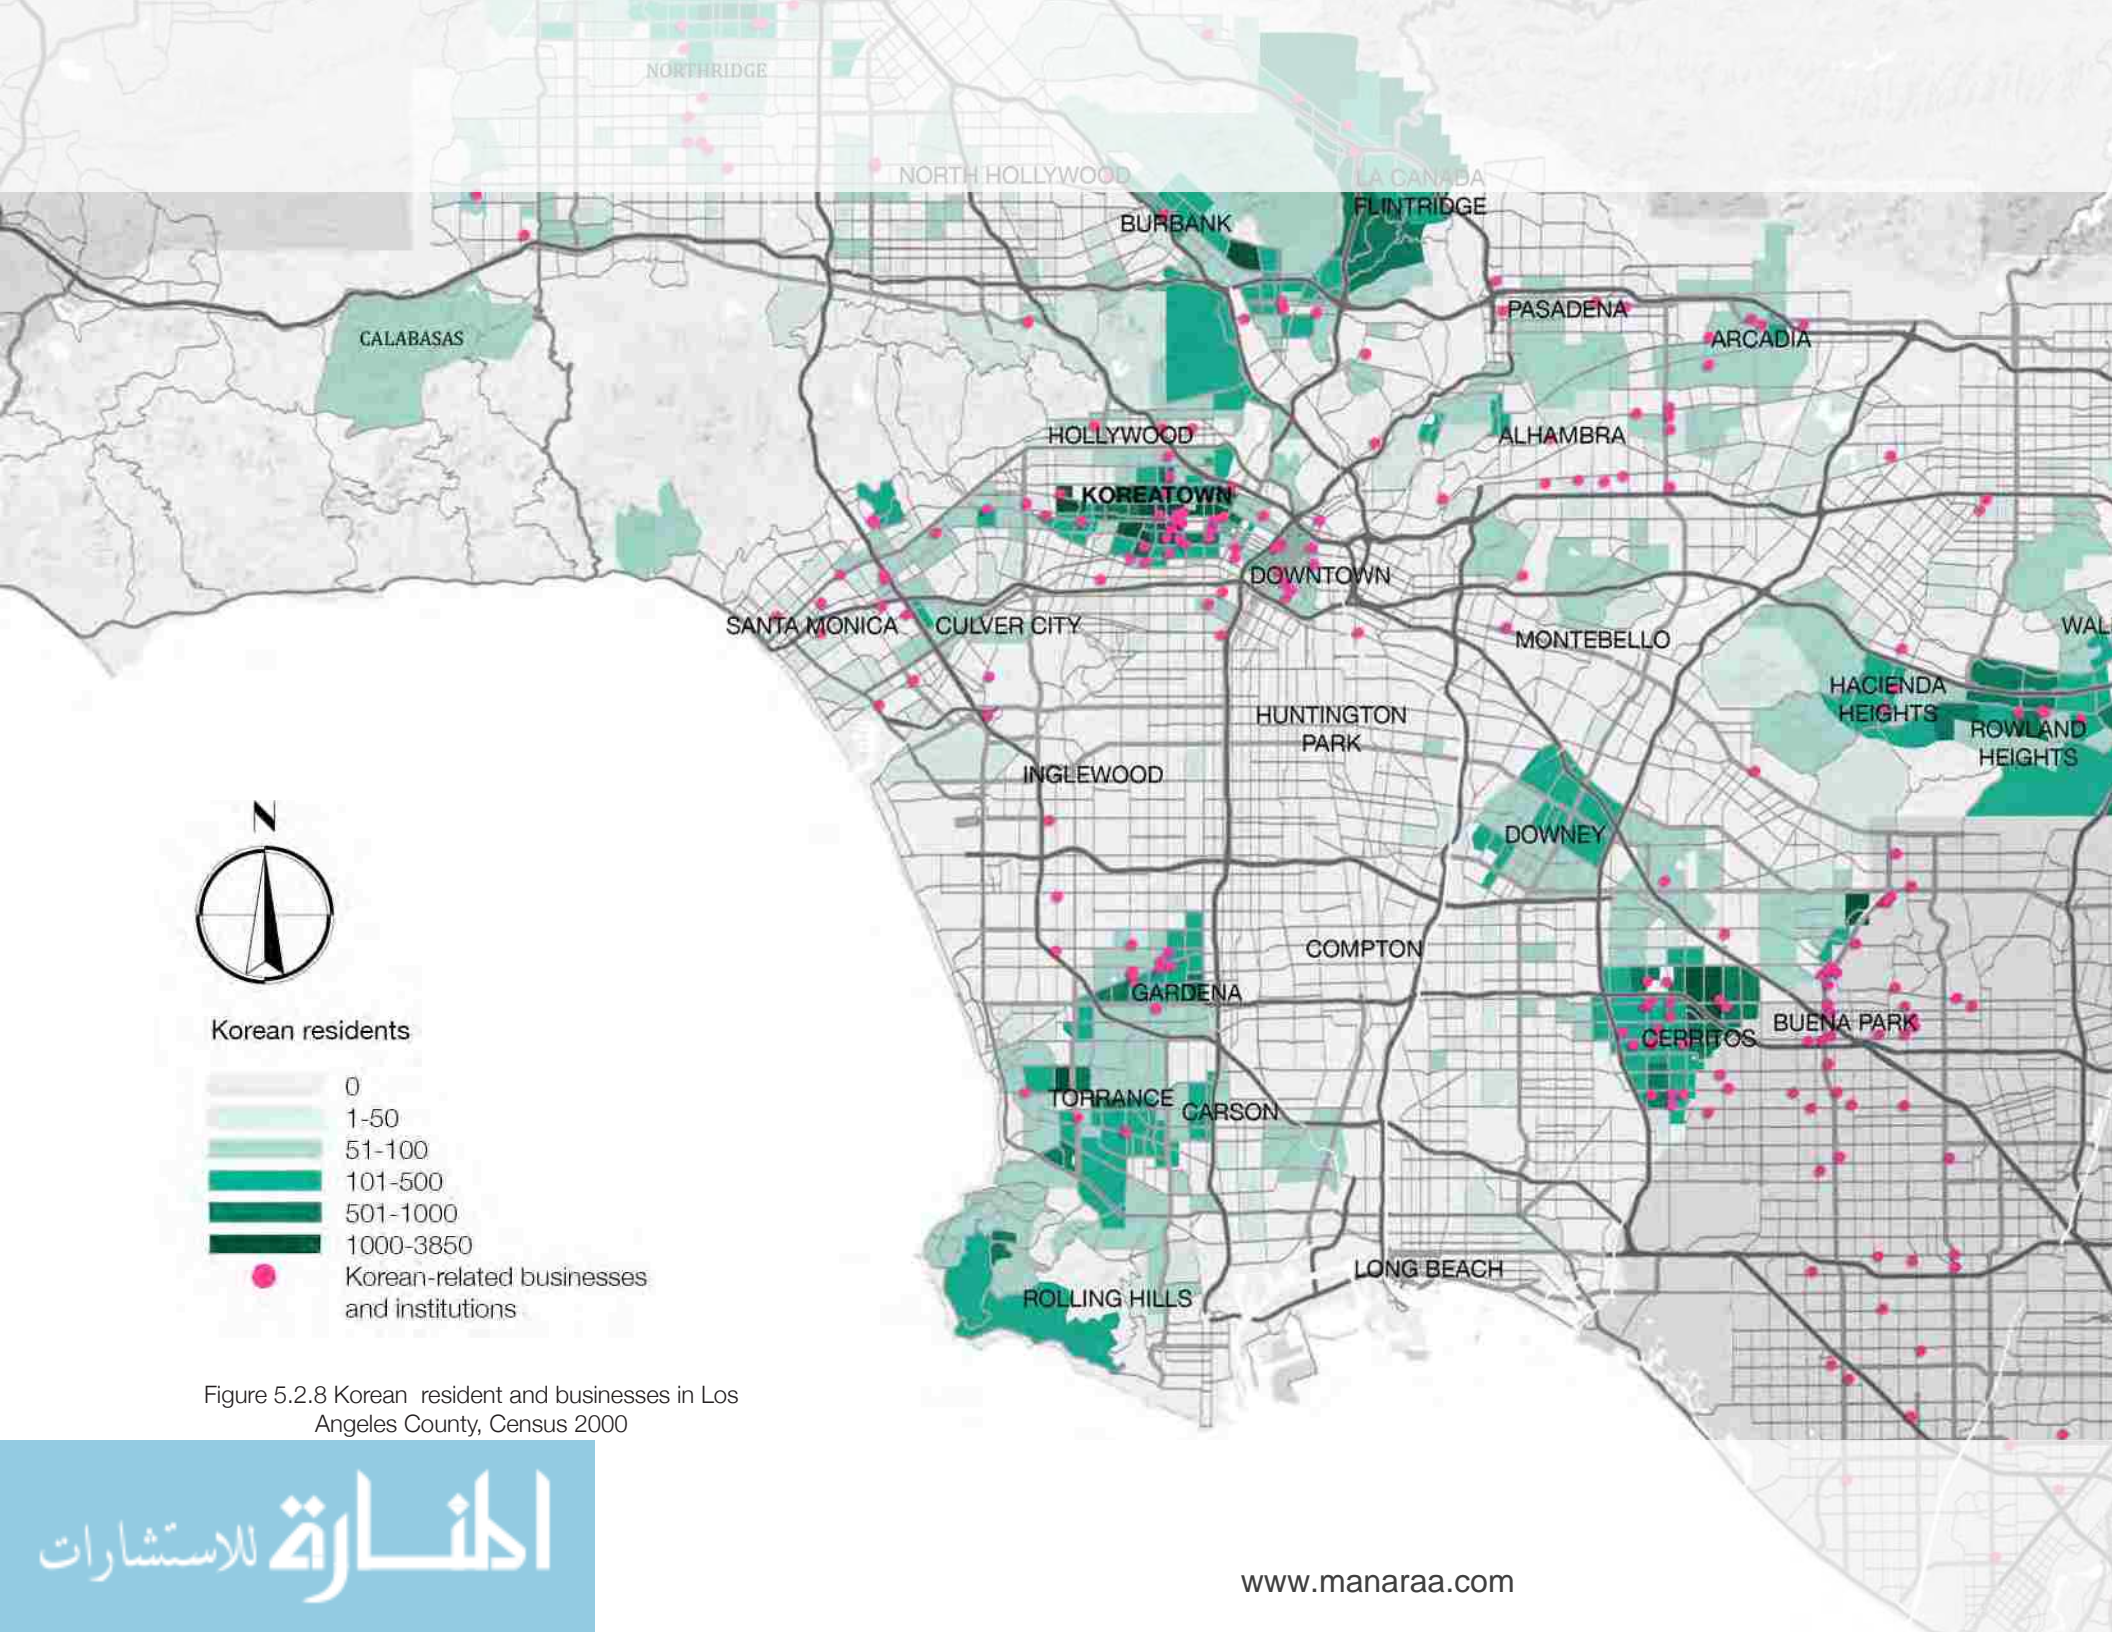 NORTHRIDGE
NORTH HOLLYWOOD
LA CANADA
FLINTRIDGE
BURBANK
PASADENA
ARCADIA
CALABASAS
HOLLYWOOD
ALHAMBRA
KOREATOWN
DOWNTOWN
SANTA MONICA
CULVER CITY
MONTEBELLO
WAL
HACIENDA
HEIGHTS
ROWLAND
HEIGHTS
HUNTINGTON
PARK
INGLEWOOD
DOWNEY
COMPTON
GARDENA
CERRITOS
BUENA PARK
TORRANCE
CARSON
LONG BEACH
ROLLING HILLS
N
Korean residents
0
1-50
51-100
101-500
501-1000
1000-3850
Korean-related businesses
and institutions
Figure 5.2.8 Korean resident and businesses in Los
Angeles County, Census 2000
المنارة للاستشارات
www.manaraa.com